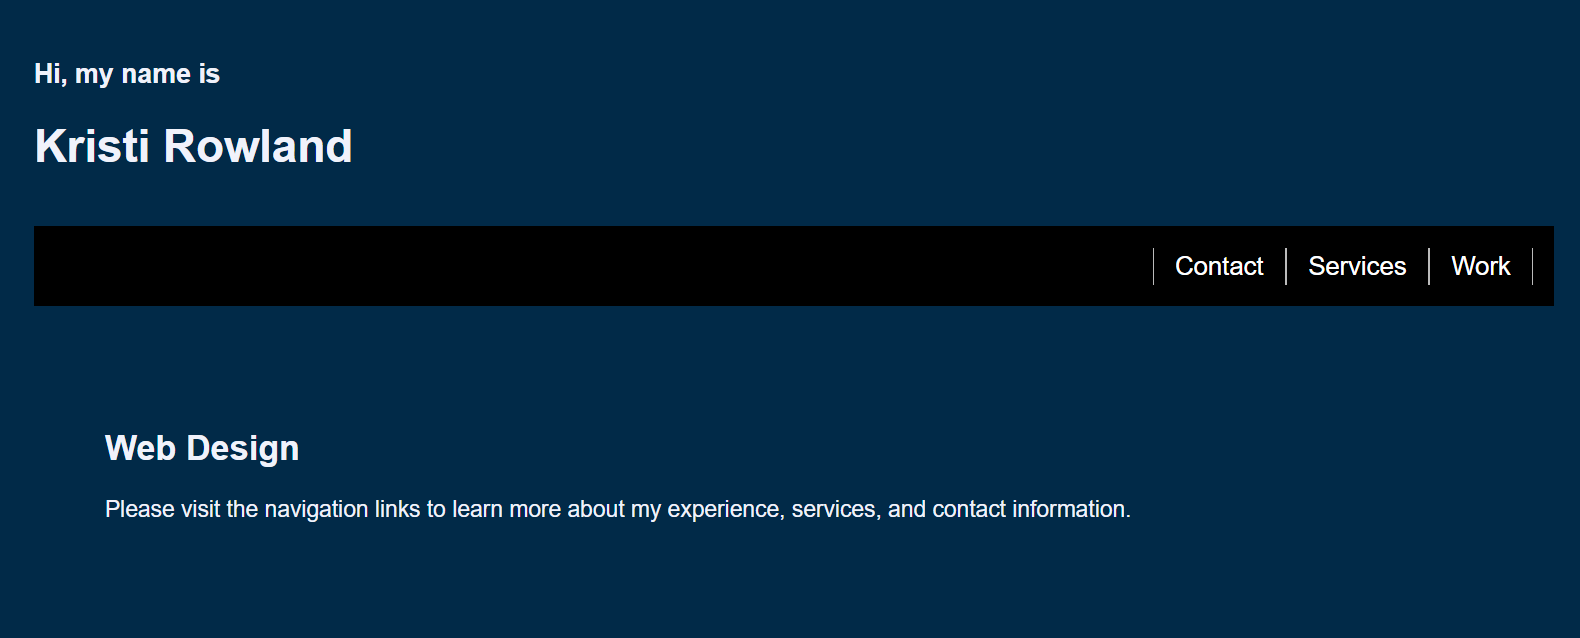 Hi, my name is
Kristi Rowland
Contact Services Work
Web Design
Please visit the navigation links to learn more about my experience, services, and contact information.